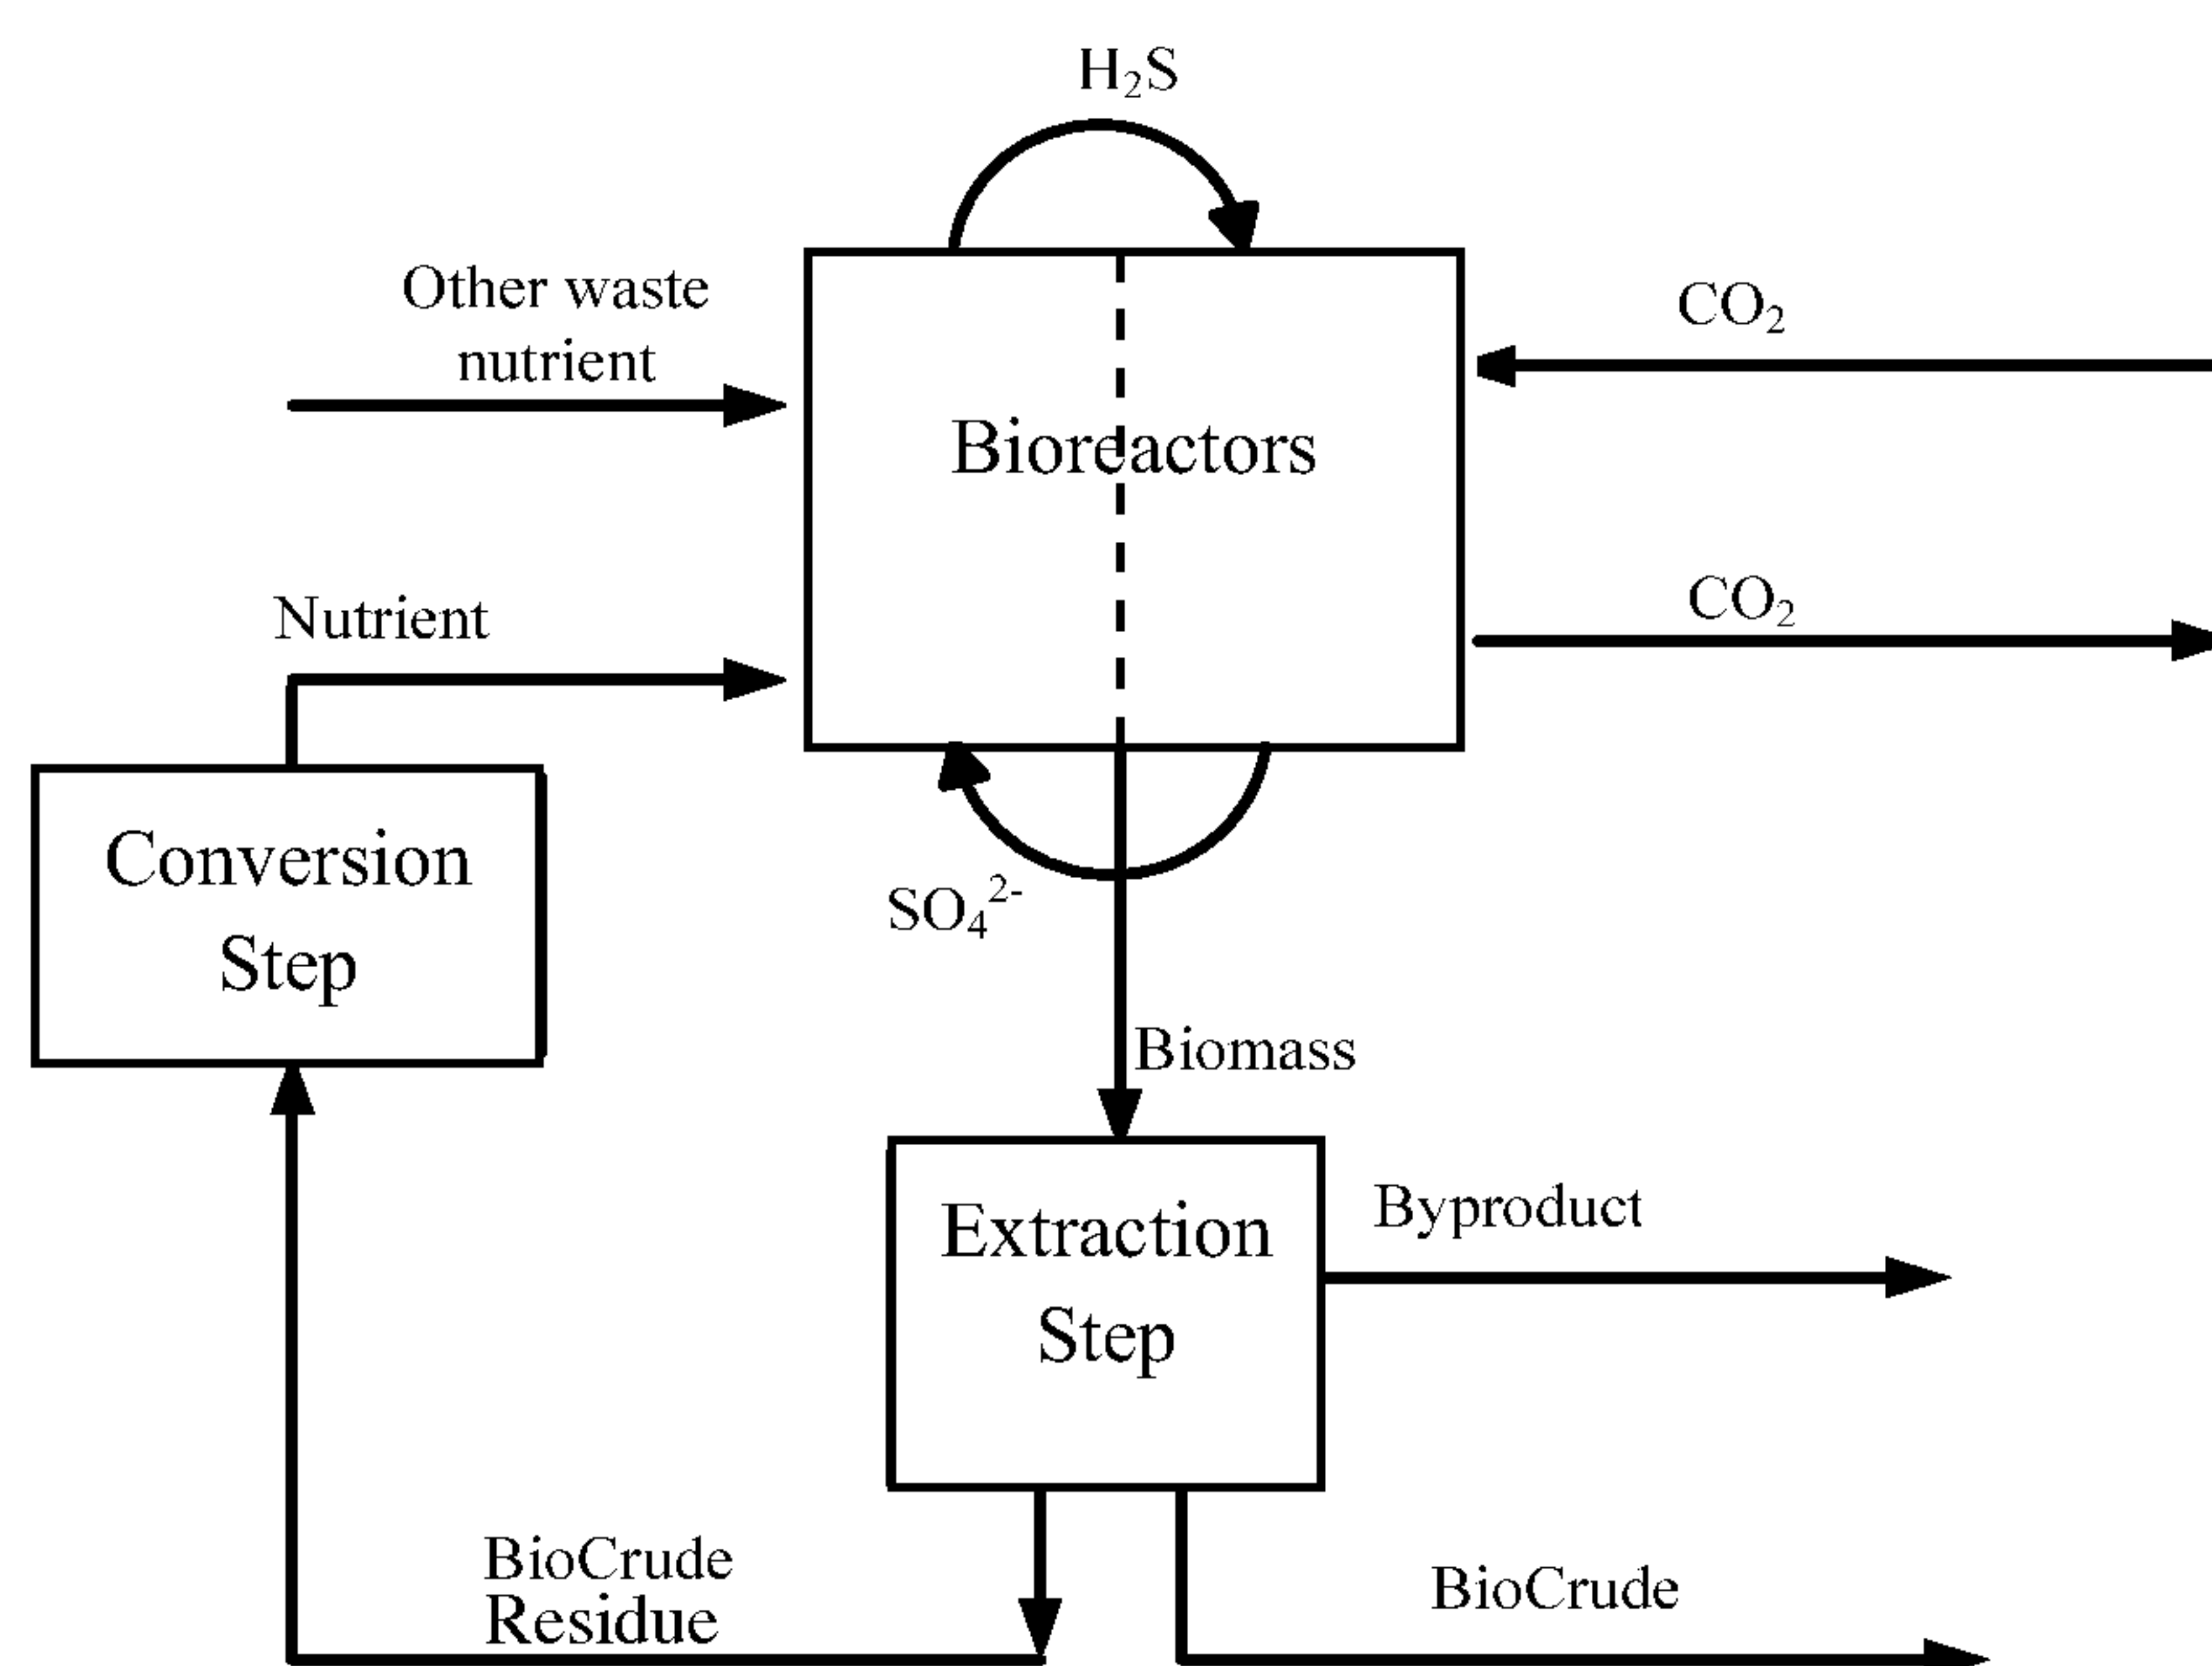 H₂S
Other waste
nutrient
CO₂
Bioreactors
CO₂
Nutrient
Conversion
Step
SO₄²⁻
Biomass
Extraction
Step
Byproduct
BioCrude
Residue
BioCrude